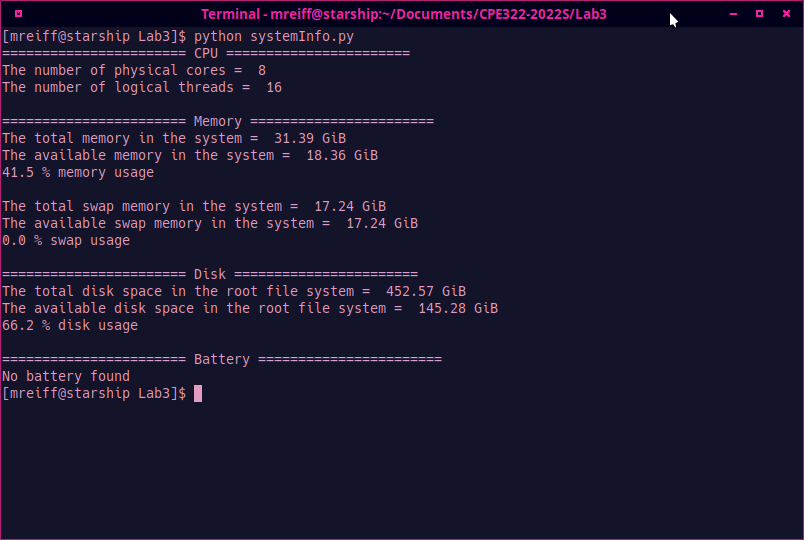 Terminal - mreiff@starship:~/Documents/CPE322-2022S/Lab3
[mreiff@starship Lab3]$ python systemInfo.py
======================= CPU =======================
The number of physical cores =  8
The number of logical threads =  16
======================= Memory =======================
The total memory in the system =  31.39 GiB
The available memory in the system =  18.36 GiB
41.5 % memory usage
The total swap memory in the system =  17.24 GiB
The available swap memory in the system =  17.24 GiB
0.0 % swap usage
======================= Disk =======================
The total disk space in the root file system =  452.57 GiB
The available disk space in the root file system =  145.28 GiB
66.2 % disk usage
======================= Battery =======================
No battery found
[mreiff@starship Lab3]$